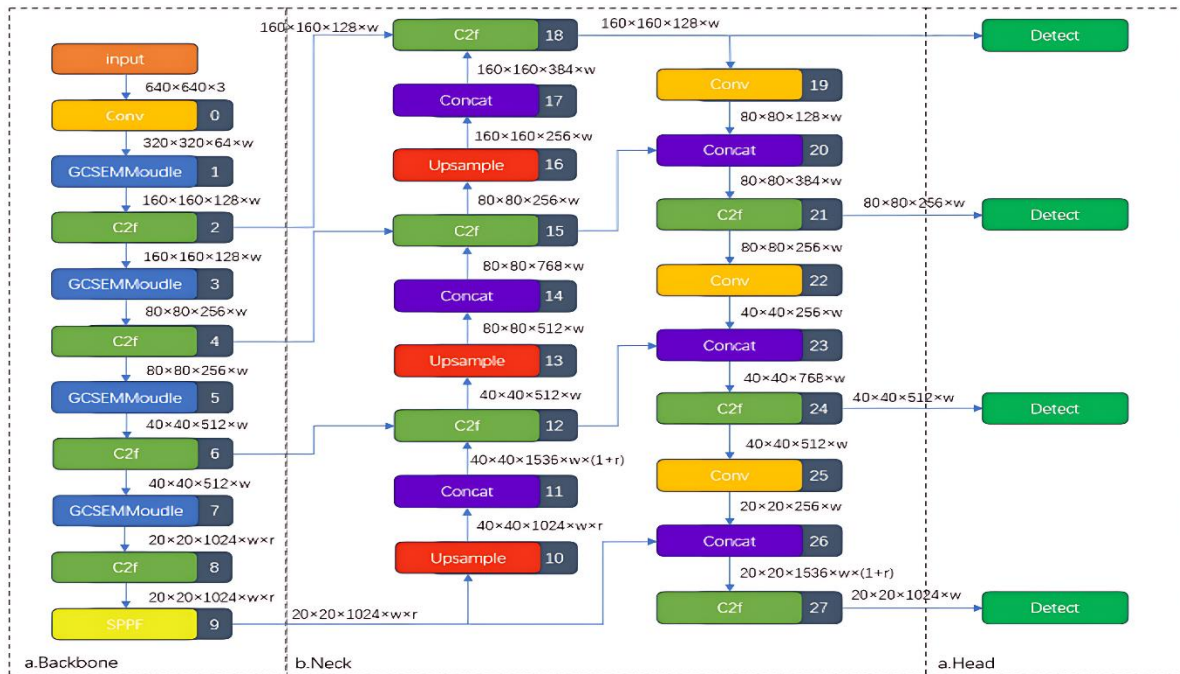 input
640×640×3
Conv 0
320×320×64×w
GCSEMMoudle 1
160×160×128×w
C2f 2
160×160×128×w
GCSEMMoudle 3
80×80×256×w
C2f 4
80×80×256×w
GCSEMMoudle 5
40×40×512×w
C2f 6
40×40×512×w
GCSEMMoudle 7
20×20×1024×w×r
C2f 8
20×20×1024×w×r
SPPF 9
a.Backbone
160×160×128×w
C2f 18
160×160×128×w
160×160×384×w
Concat 17
160×160×256×w
Upsample 16
80×80×256×w
C2f 15
80×80×768×w
Concat 14
80×80×512×w
Upsample 13
40×40×512×w
C2f 12
40×40×1536×w×(1+r)
Concat 11
40×40×1024×w×r
Upsample 10
20×20×1024×w×r
b.Neck
Conv 19
80×80×128×w
Concat 20
80×80×384×w
C2f 21
80×80×256×w
80×80×256×w
Conv 22
40×40×256×w
Concat 23
40×40×768×w
C2f 24
40×40×512×w
40×40×512×w
Conv 25
20×20×256×w
Concat 26
20×20×1536×w×(1+r)
C2f 27
20×20×1024×w
Detect
Detect
Detect
Detect
a.Head